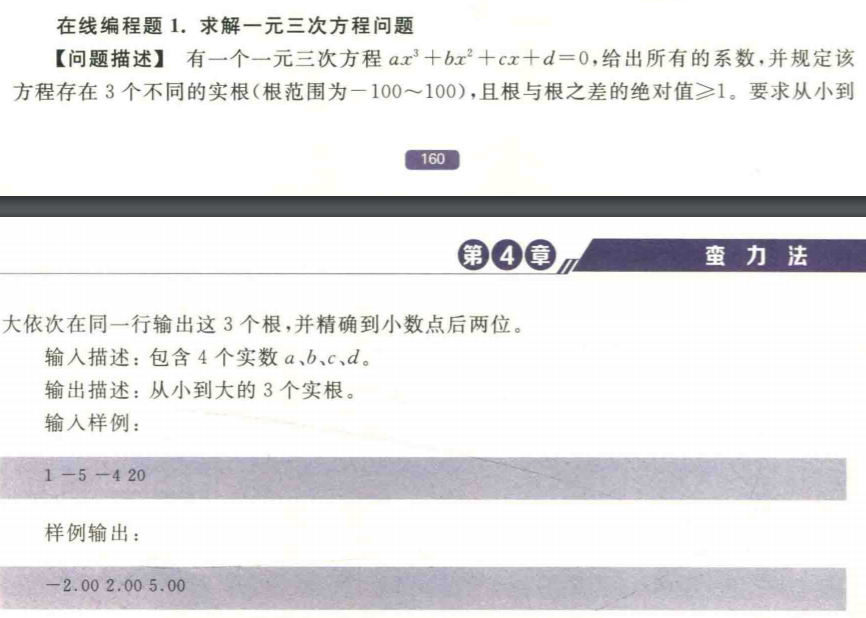 在线编程题 1. 求解一元三次方程问题
【问题描述】 有一个一元三次方程 ax³+bx²+cx+d=0,给出所有的系数,并规定该
方程存在 3 个不同的实根(根范围为-100~100),且根与根之差的绝对值≥1。要求从小到
160
第4章 蛮力法
大依次在同一行输出这 3 个根,并精确到小数点后两位。
输入描述: 包含 4 个实数 a、b、c、d。
输出描述: 从小到大的 3 个实根。
输入样例:
1 -5 -4 20
样例输出:
-2.00 2.00 5.00